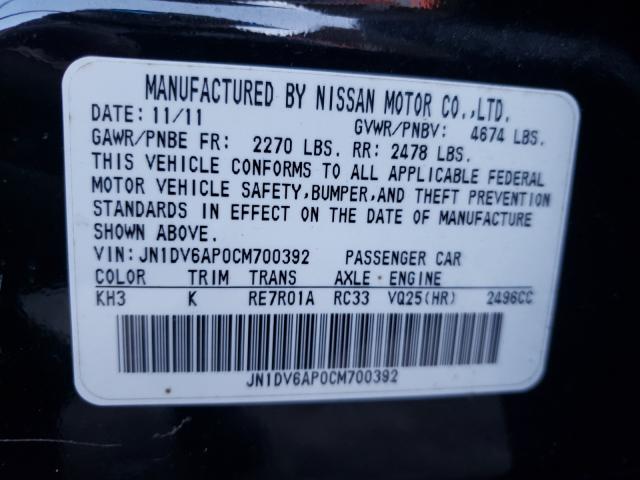 MANUFACTURED BY NISSAN MOTOR CO.,LTD.
DATE: 11/11 GVWR/PNBV: 4674 LBS.
GAWR/PNBE FR: 2270 LBS. RR: 2478 LBS.
THIS VEHICLE CONFORMS TO ALL APPLICABLE FEDERAL
MOTOR VEHICLE SAFETY,BUMPER,AND THEFT PREVENTION
STANDARDS IN EFFECT ON THE DATE OF MANUFACTURE
SHOWN ABOVE.
VIN: JN1DV6AP0CM700392 PASSENGER CAR
COLOR TRIM TRANS AXLE ENGINE
KH3 K RE7R01A RC33 VQ25(HR) 2496CC
JN1DV6AP0CM700392